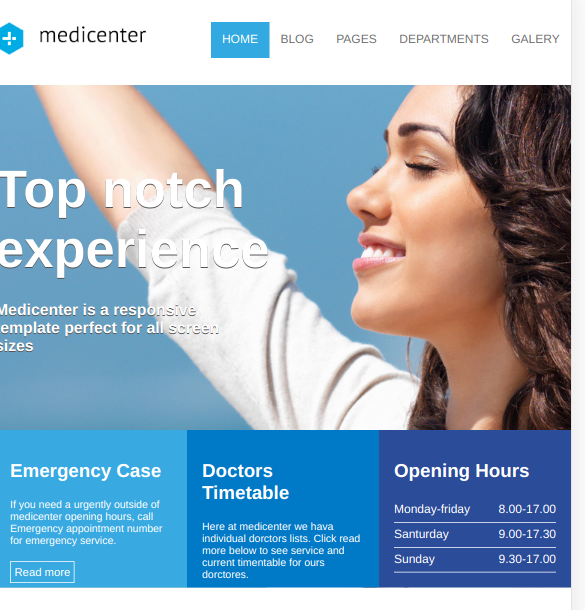 medicenter
HOME BLOG PAGES DEPARTMENTS GALERY
Top notch
experience
Medicenter is a responsive
emplate perfect for all screen
sizes
Emergency Case
If you need a urgently outside of
medicenter opening hours, call
Emergency appointment number
for emergency service.
Read more
Doctors
Timetable
Here at medicenter we hava
individual dorctors lists. Click read
more below to see service and
current timentable for ours
dorctores.
Opening Hours
Monday-friday 8.00-17.00
Santurday 9.00-17.30
Sunday 9.30-17.00